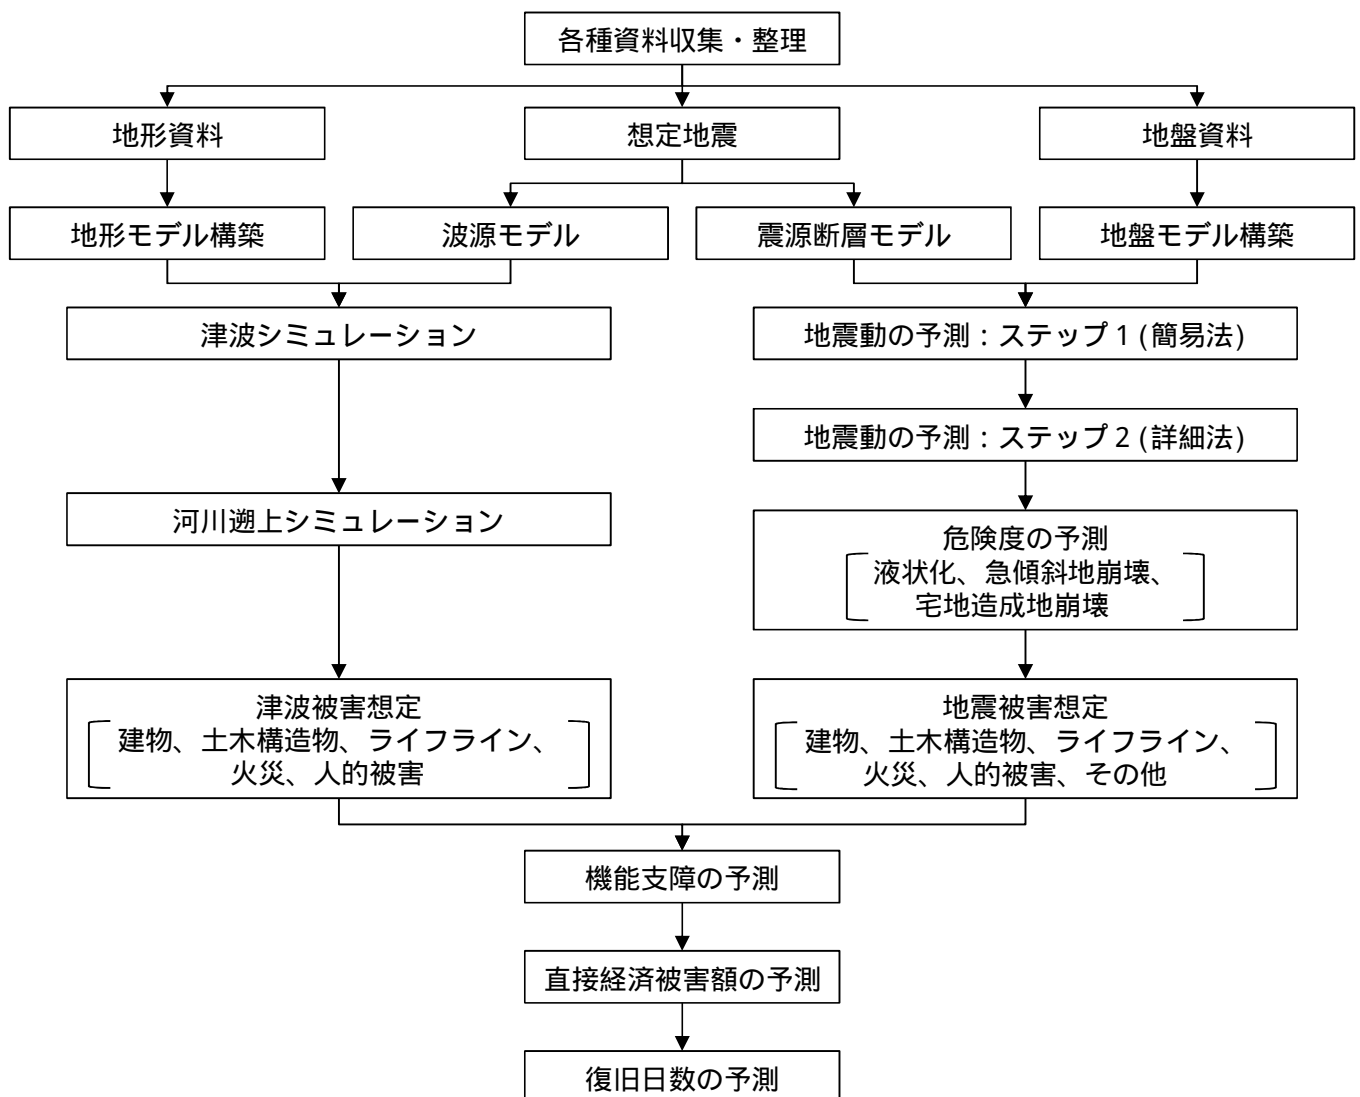 各種資料収集・整理
地形資料
想定地震
地盤資料
地形モデル構築
波源モデル
震源断層モデル
地盤モデル構築
津波シミュレーション
地震動の予測：ステップ1(簡易法)
地震動の予測：ステップ2(詳細法)
河川遡上シミュレーション
危険度の予測
液状化、急傾斜地崩壊、
宅地造成地崩壊
津波被害想定
建物、土木構造物、ライフライン、
火災、人的被害
地震被害想定
建物、土木構造物、ライフライン、
火災、人的被害、その他
機能支障の予測
直接経済被害額の予測
復旧日数の予測